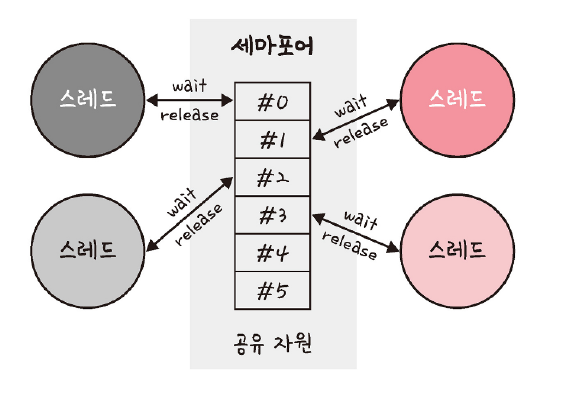 세마포어
스레드
wait
release
#0
#1
#2
#3
#4
#5
wait
release
스레드
스레드
wait
release
wait
release
스레드
공유 자원